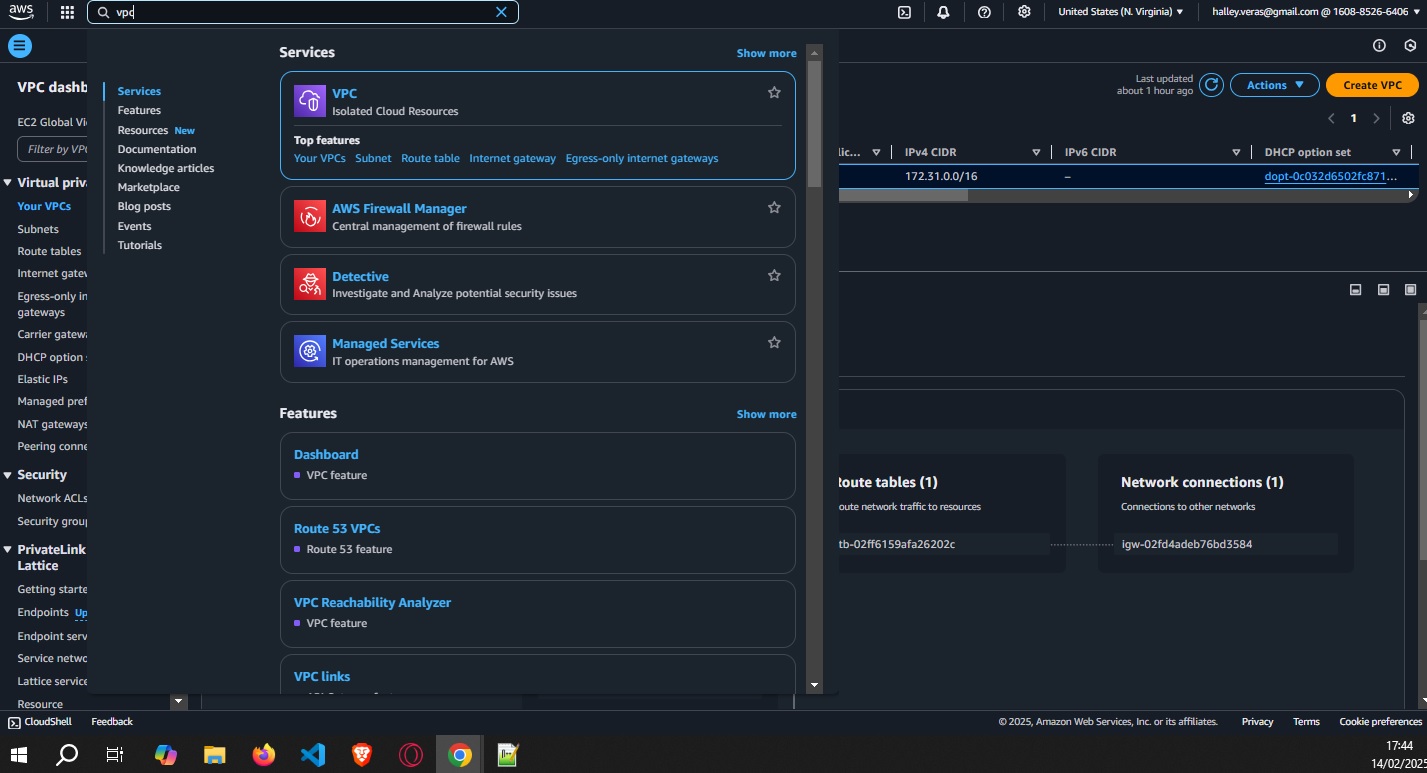 aws
vpc
United States (N. Virginia)
halley.veras@gmail.com @ 1608-8526-6406
VPC dashb
EC2 Global Vi
Filter by VP
Virtual priv
Your VPCs
Subnets
Route tables
Internet gatew
Egress-only in
gateways
Carrier gatewa
DHCP option s
Elastic IPs
Managed pref
NAT gateways
Peering conne
Security
Network ACLs
Security group
PrivateLink
Lattice
Getting starte
Endpoints Up
Endpoint serv
Service netwo
Lattice service
Resource
Services
Features
Resources New
Documentation
Knowledge articles
Marketplace
Blog posts
Events
Tutorials
Services
Show more
VPC
Isolated Cloud Resources
Top features
Your VPCs Subnet Route table Internet gateway Egress-only internet gateways
AWS Firewall Manager
Central management of firewall rules
Detective
Investigate and Analyze potential security issues
Managed Services
IT operations management for AWS
Features
Show more
Dashboard
VPC feature
Route 53 VPCs
Route 53 feature
VPC Reachability Analyzer
VPC feature
VPC links
Last updated
about 1 hour ago
Actions
Create VPC
1
lic... IPv4 CIDR IPv6 CIDR DHCP option set
172.31.0.0/16 – dopt-0c032d6502fc871...
Route tables (1)
oute network traffic to resources
tb-02ff6159afa26202c
Network connections (1)
Connections to other networks
igw-02fd4adeb76bd3584
CloudShell Feedback
© 2025, Amazon Web Services, Inc. or its affiliates. Privacy Terms Cookie preferences
17:44
14/02/2025